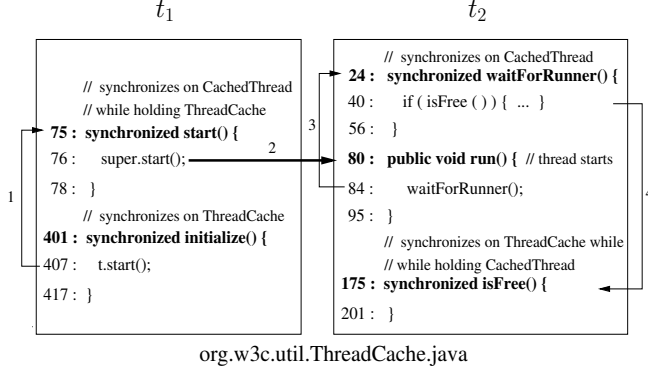 t1
// synchronizes on CachedThread
// while holding ThreadCache
75 : synchronized start() {
76 : super.start();
78 : }
// synchronizes on ThreadCache
401 : synchronized initialize() {
407 : t.start();
417 : }
1
2
t2
// synchronizes on CachedThread
24 : synchronized waitForRunner() {
40 : if ( isFree ( ) ) { ... }
56 : }
80 : public void run() { // thread starts
84 : waitForRunner();
95 : }
// synchronizes on ThreadCache while
// while holding CachedThread
175 : synchronized isFree() {
201 : }
3
4
org.w3c.util.ThreadCache.java